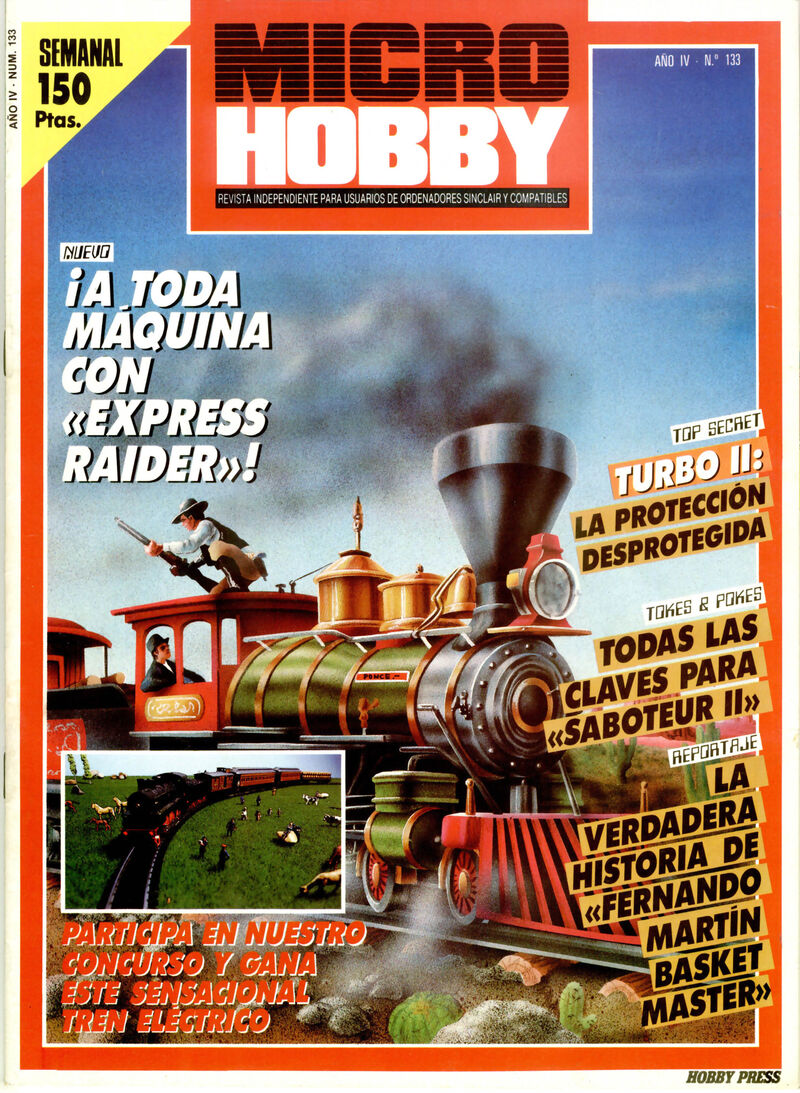 AÑO IV - NUM. 133
SEMANAL
150
Ptas.
MICRO
HOBBY
REVISTA INDEPENDIENTE PARA USUARIOS DE ORDENADORES SINCLAIR Y COMPATIBLES
AÑO IV - N.º 133
NUEVO
¡A TODA
MÁQUINA
CON
«EXPRESS
RAIDER»!
TOP SECRET
TURBO II:
LA PROTECCIÓN
DESPROTEGIDA
TOKES & POKES
TODAS LAS
CLAVES PARA
«SABOTEUR II»
REPORTAJE
LA
VERDADERA
HISTORIA DE
«FERNANDO
MARTÍN
BASKET
MASTER»
PONCE
PARTICIPA EN NUESTRO
CONCURSO Y GANA
ESTE SENSACIONAL
TREN ELÉCTRICO
HOBBY PRESS